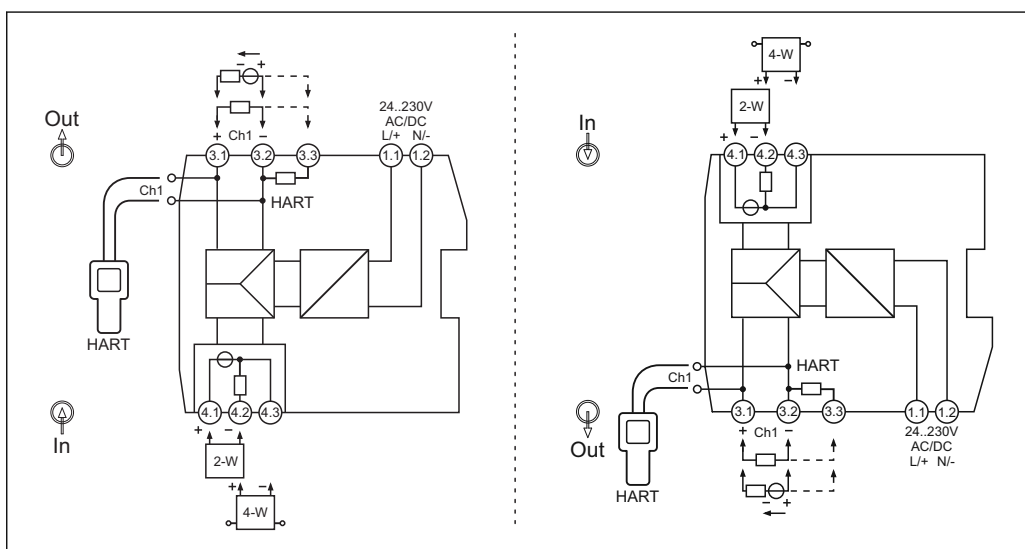 − +
24..230V
AC/DC
L/+ N/-
Out
+ Ch1 −
3.1 3.2 3.3 1.1 1.2
Ch1
HART
HART
4.1 4.2 4.3
In
+ −
2-W
+ −
4-W
4-W
+ −
2-W
In
+ −
4.1 4.2 4.3
HART
Ch1
3.1 3.2 3.3 1.1 1.2
+ Ch1 −
24..230V
AC/DC
L/+ N/-
Out
HART
− +